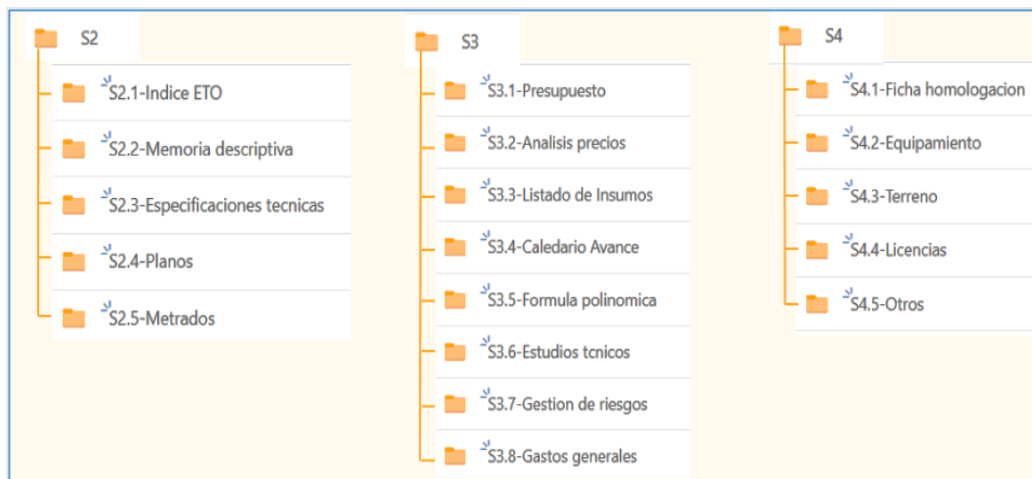 S2
S2.1-Indice ETO
S2.2-Memoria descriptiva
S2.3-Especificaciones tecnicas
S2.4-Planos
S2.5-Metrados
S3
S3.1-Presupuesto
S3.2-Analisis precios
S3.3-Listado de Insumos
S3.4-Caledario Avance
S3.5-Formula polinomica
S3.6-Estudios tcnicos
S3.7-Gestion de riesgos
S3.8-Gastos generales
S4
S4.1-Ficha homologacion
S4.2-Equipamiento
S4.3-Terreno
S4.4-Licencias
S4.5-Otros